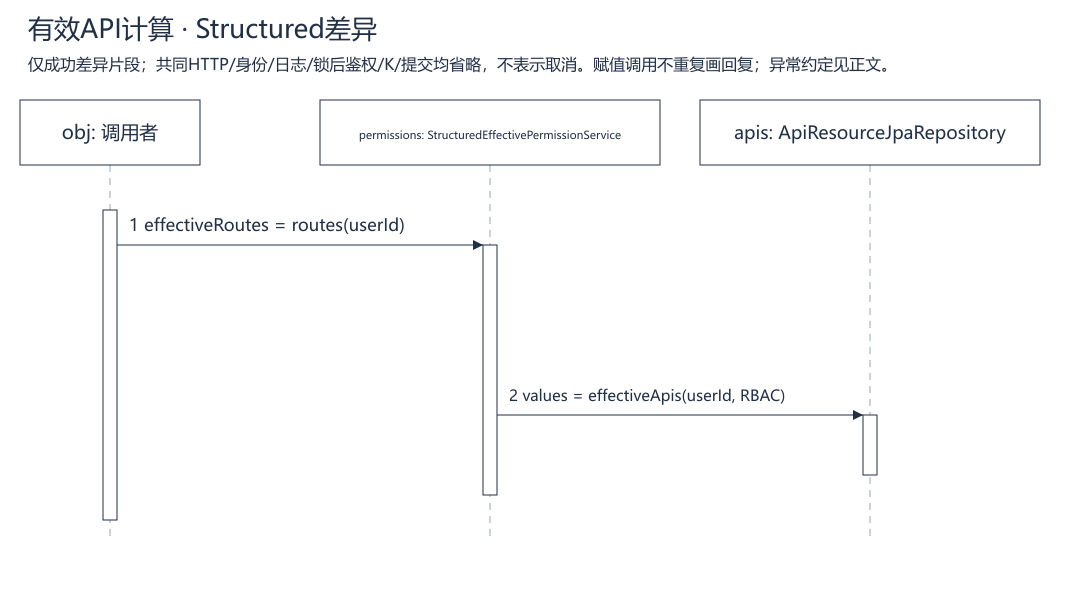 有效API计算 · Structured差异
仅成功差异片段；共同HTTP/身份/日志/锁后鉴权/K/提交均省略，不表示取消。赋值调用不重复画回复；异常约定见正文。
obj: 调用者
permissions: StructuredEffectivePermissionService
apis: ApiResourceJpaRepository
1 effectiveRoutes = routes(userId)
2 values = effectiveApis(userId, RBAC)